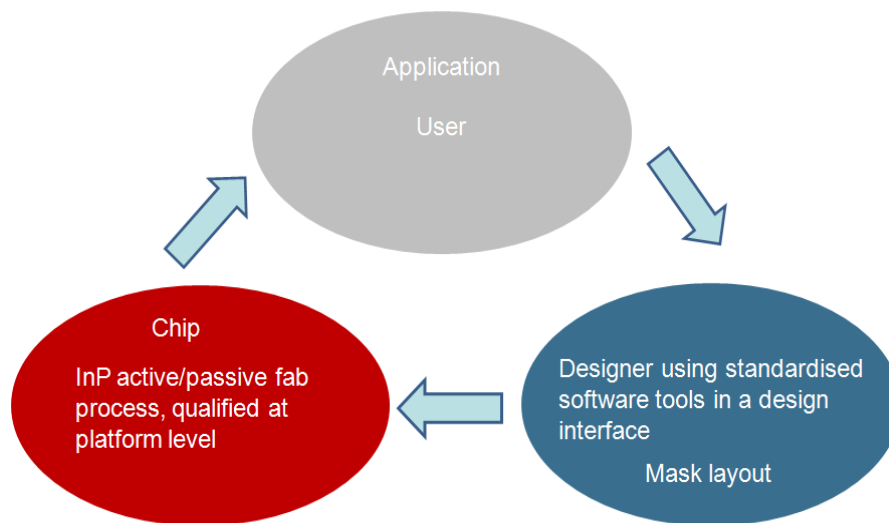 Application
User
Chip
InP active/passive fab
process, qualified at
platform level
Designer using standardised
software tools in a design
interface
Mask layout